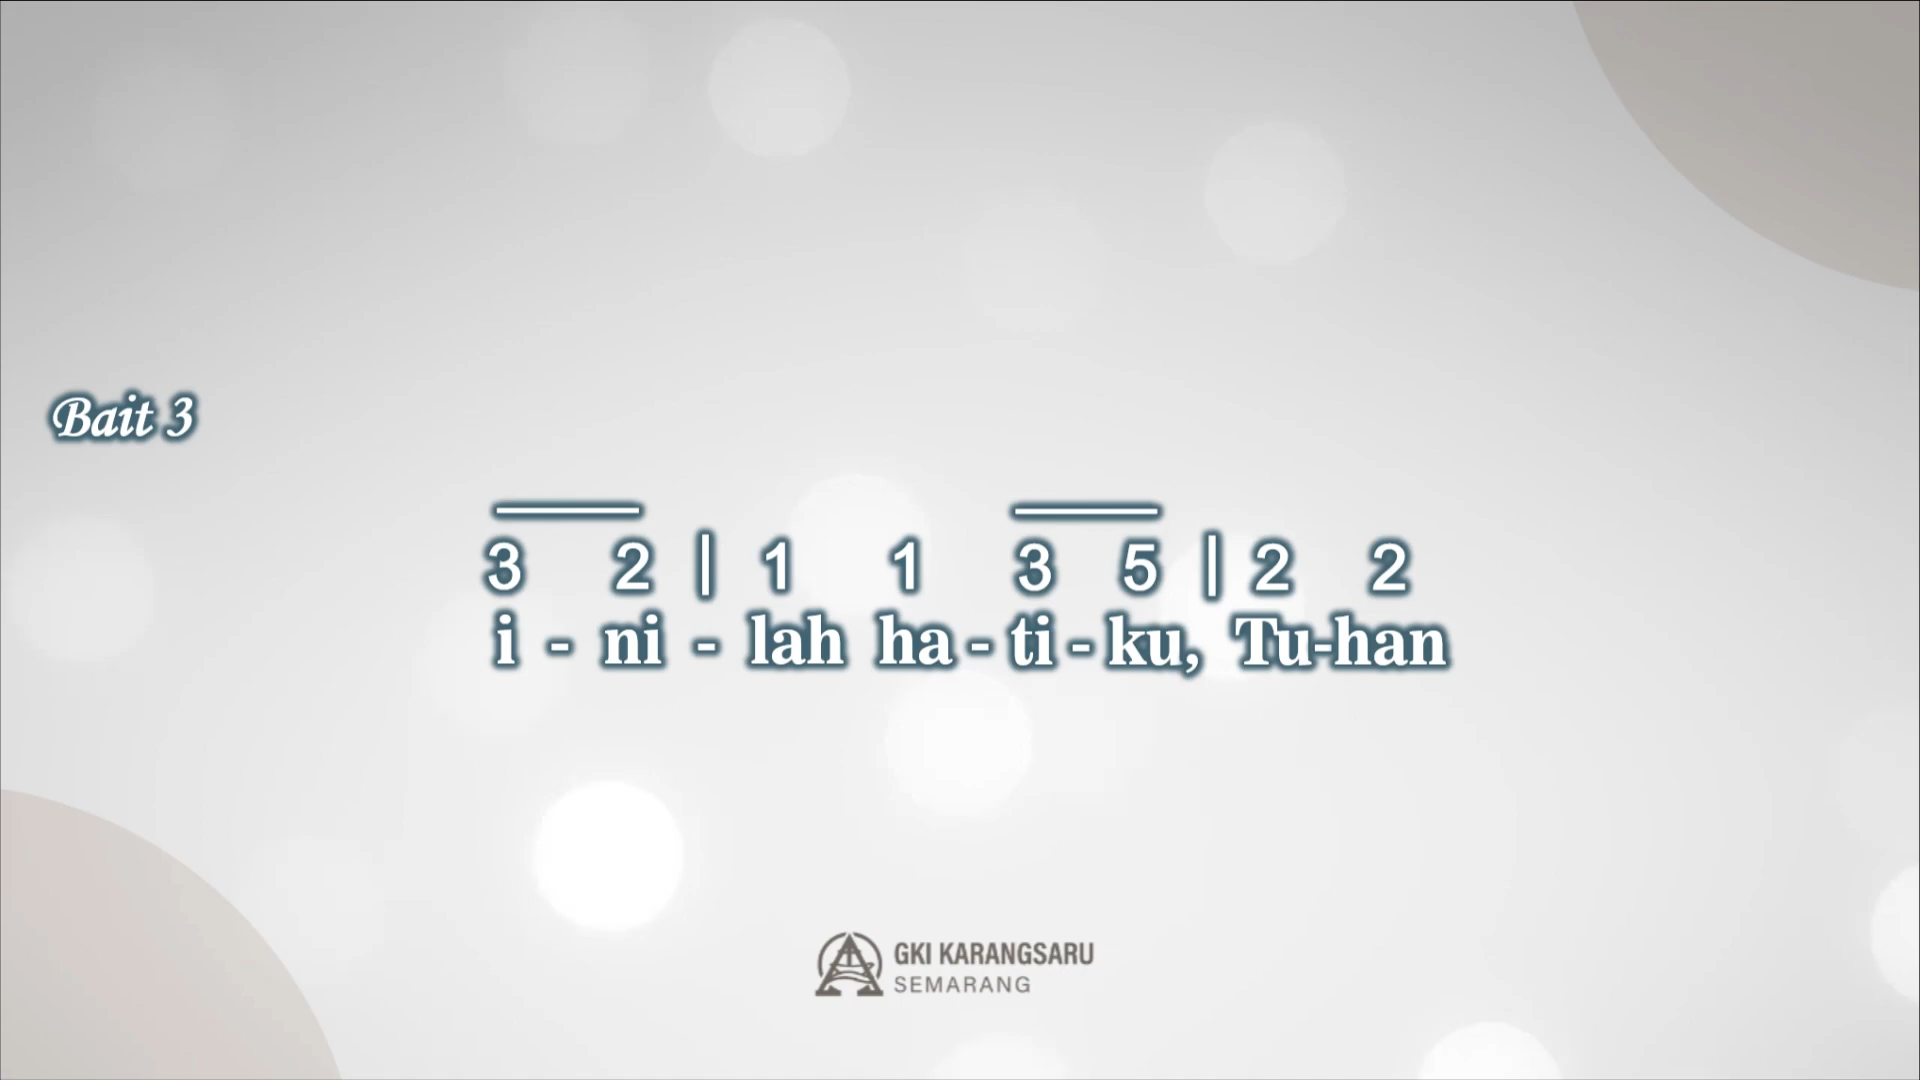 Bait 3
3 2 | 1 1 3 5 | 2 2
i - ni - lah ha - ti - ku, Tu-han
GKI KARANGSARU
SEMARANG